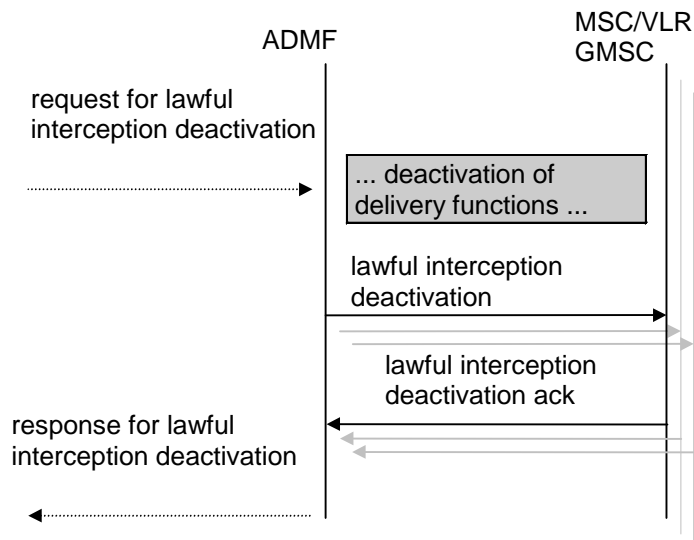 MSC/VLR
GMSC
ADMF
request for lawful
interception deactivation
... deactivation of
delivery functions ...
lawful interception
deactivation
lawful interception
deactivation ack
response for lawful
interception deactivation